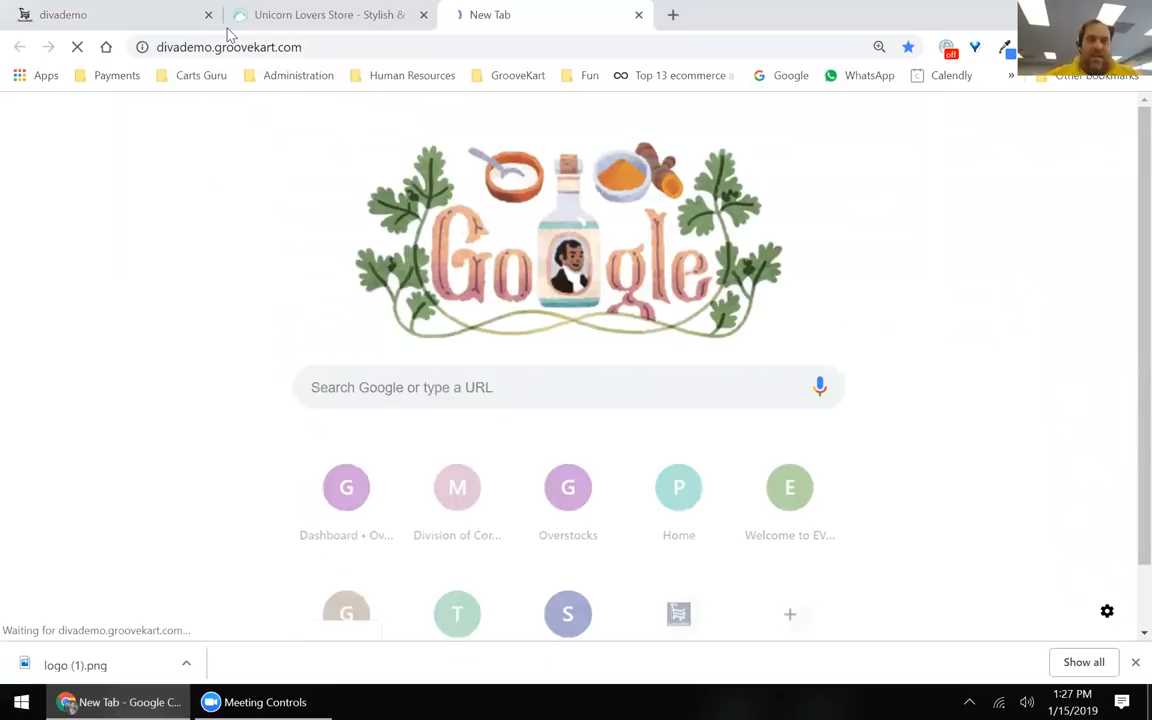 divademo
Unicorn Lovers Store - Stylish &
New Tab
divademo.groovekart.com
off
Apps
Payments
Carts Guru
Administration
Human Resources
GrooveKart
Fun
Top 13 ecommerce a
Google
WhatsApp
Calendly
»
Other bookmarks
Google
Search Google or type a URL
G
M
G
P
E
Dashboard • Ov...
Division of Cor...
Overstocks
Home
Welcome to EV...
G
T
S
Waiting for divademo.groovekart.com...
logo (1).png
Show all
New Tab - Google C...
Meeting Controls
1:27 PM
1/15/2019